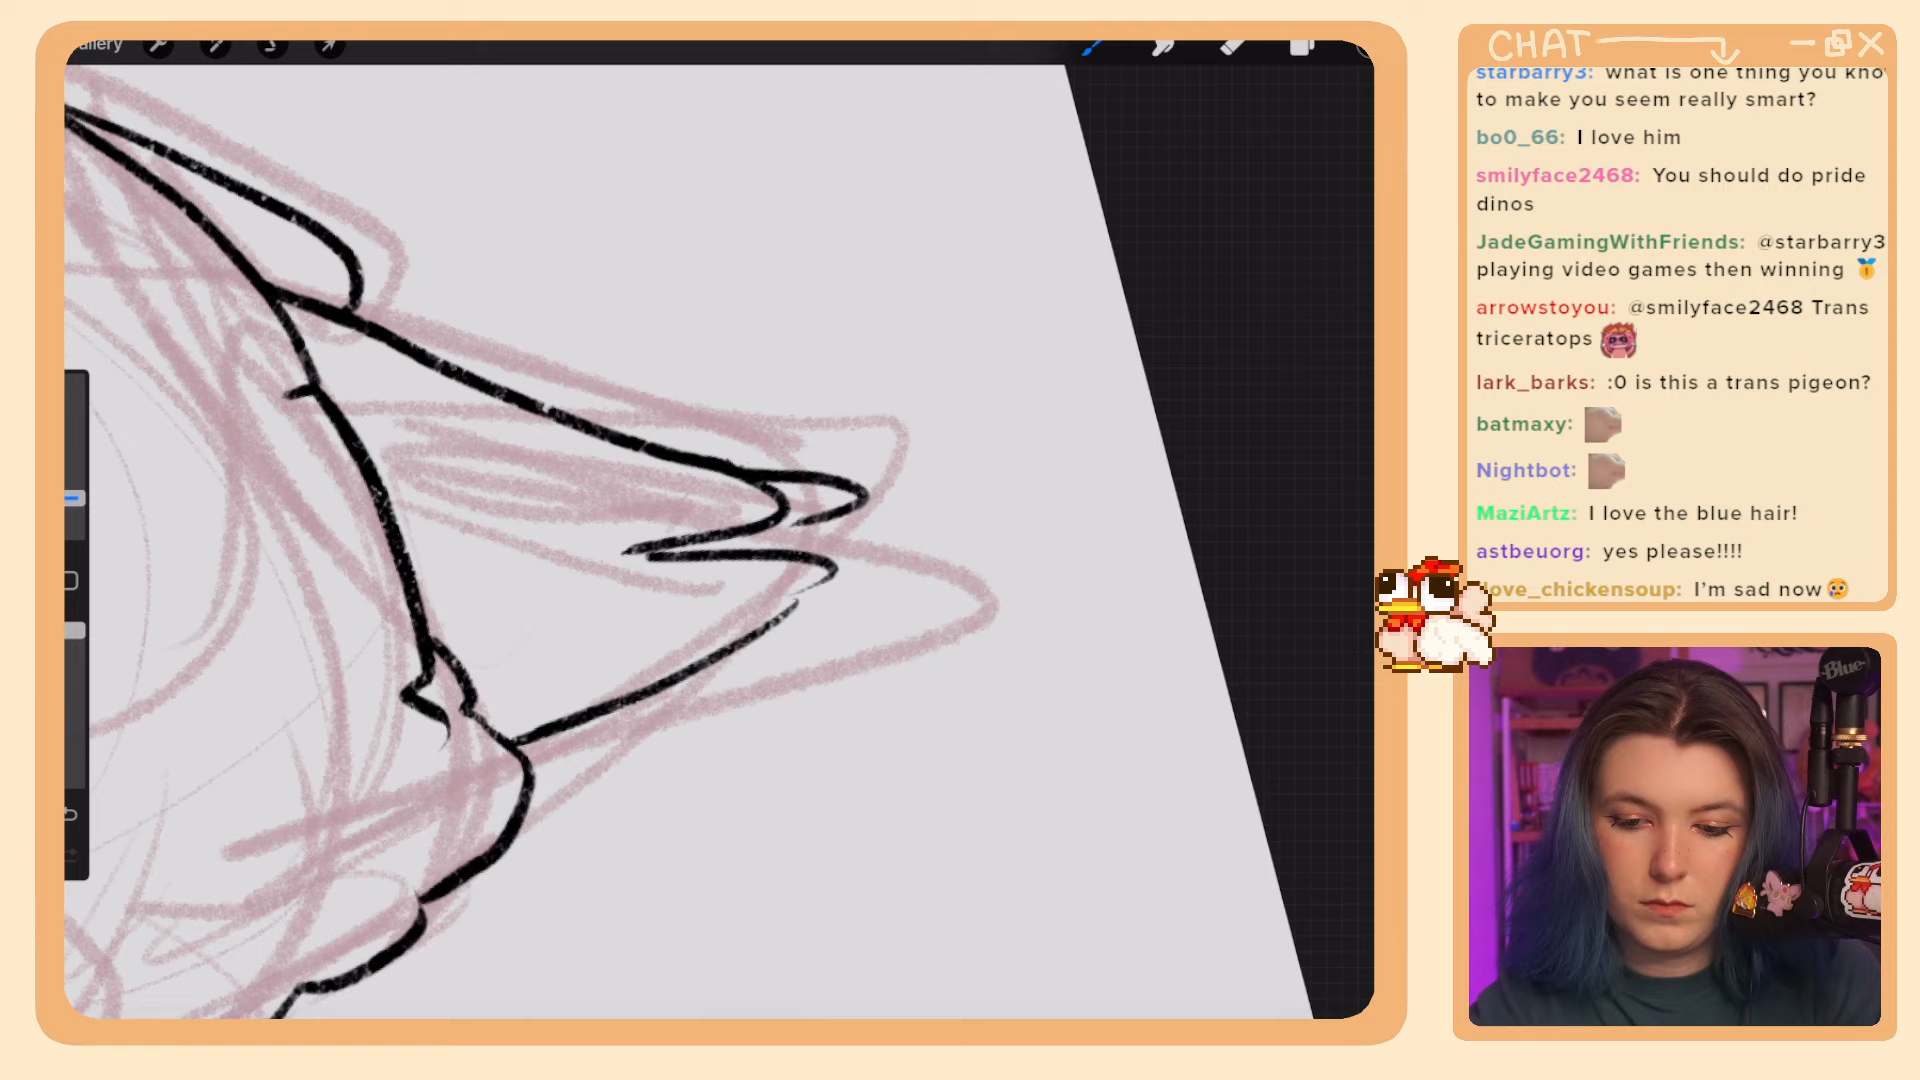 allery
CHAT
starbarry3: what is one thing you kno
to make you seem really smart?
bo0_66: I love him
smilyface2468: You should do pride
dinos
JadeGamingWithFriends: @starbarry3
playing video games then winning 🥇
arrowstoyou: @smilyface2468 Trans
triceratops
lark_barks: :0 is this a trans pigeon?
batmaxy:
Nightbot:
MaziArtz: I love the blue hair!
astbeuorg: yes please!!!!
love_chickensoup: I'm sad now😢
Blue